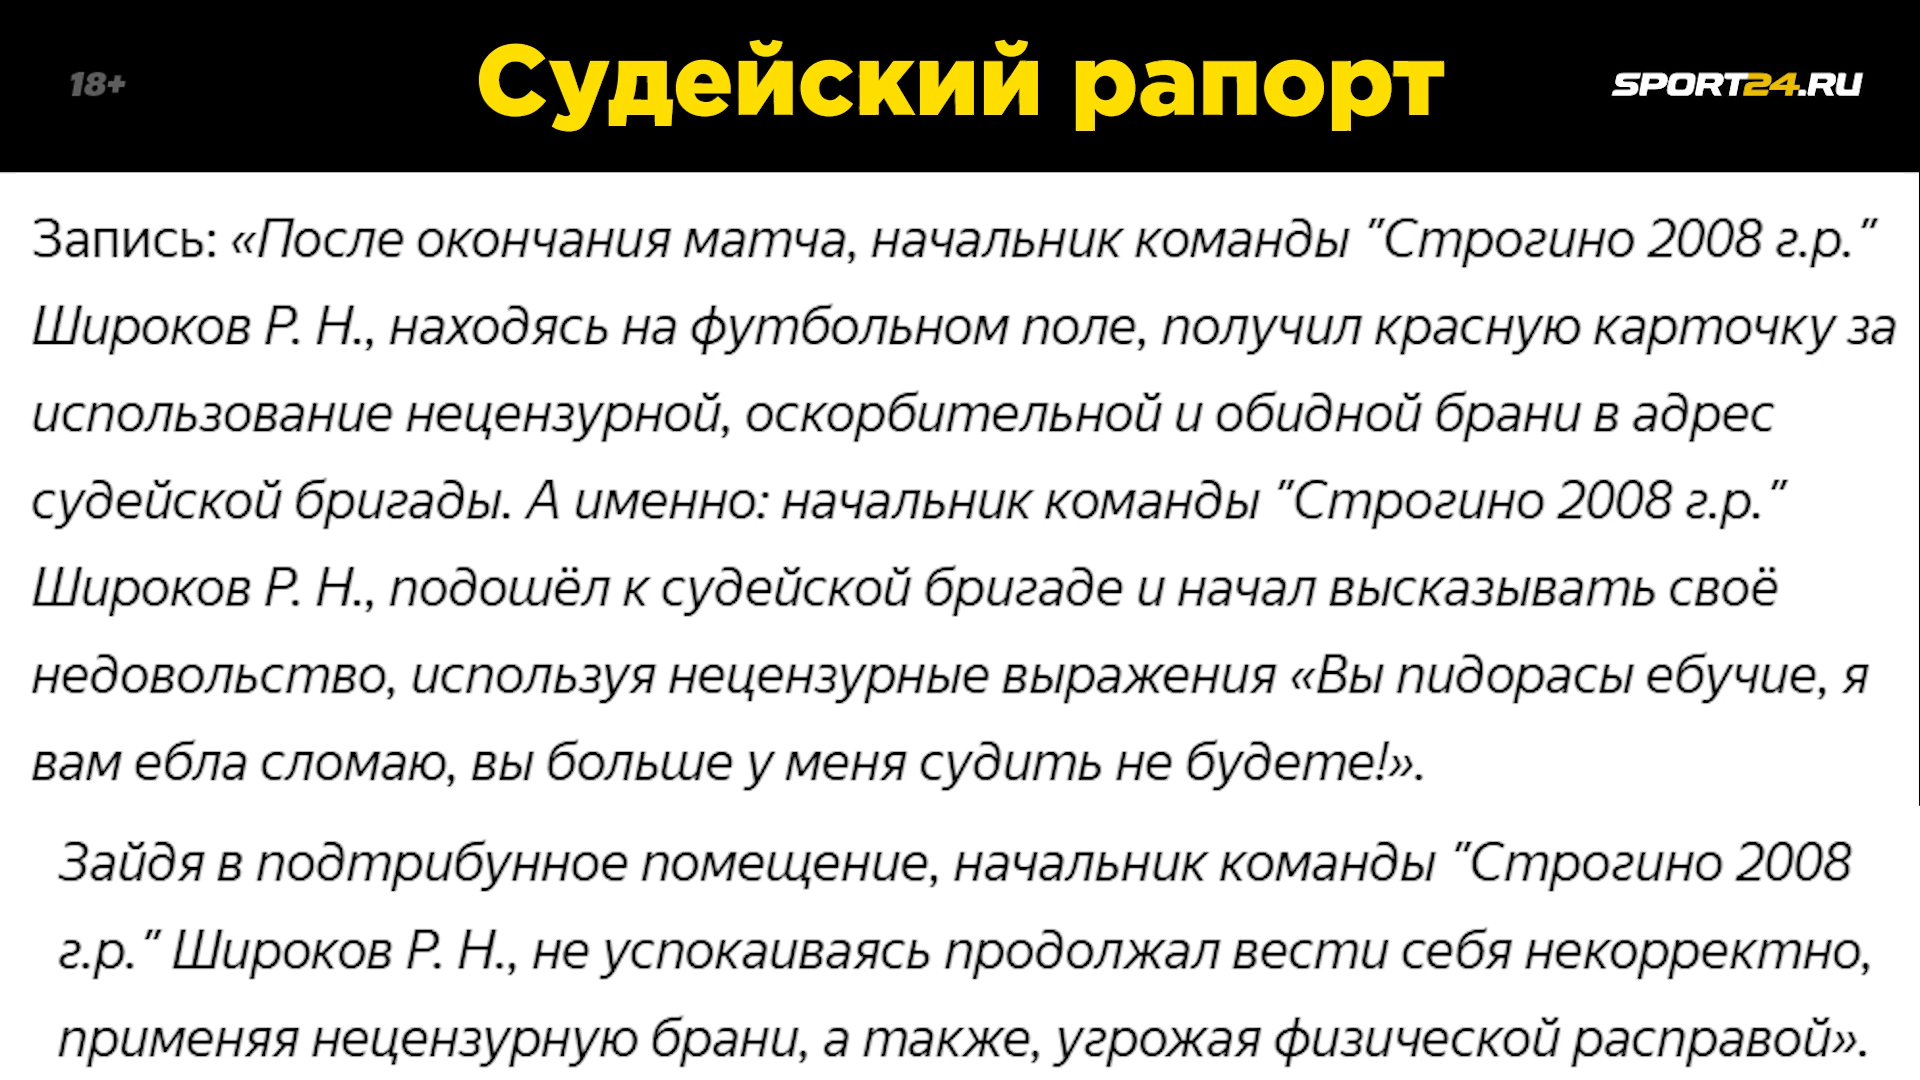 18+
Судейский рапорт
SPORT24.RU
Запись: «После окончания матча, начальник команды "Строгино 2008 г.р."
Широков Р. Н., находясь на футбольном поле, получил красную карточку за
использование нецензурной, оскорбительной и обидной брани в адрес
судейской бригады. А именно: начальник команды "Строгино 2008 г.р."
Широков Р. Н., подошёл к судейской бригаде и начал высказывать своё
недовольство, используя нецензурные выражения «Вы пидорасы ебучие, я
вам ебла сломаю, вы больше у меня судить не будете!».
Зайдя в подтрибунное помещение, начальник команды "Строгино 2008
г.р." Широков Р. Н., не успокаиваясь продолжал вести себя некорректно,
применяя нецензурную брани, а также, угрожая физической расправой».